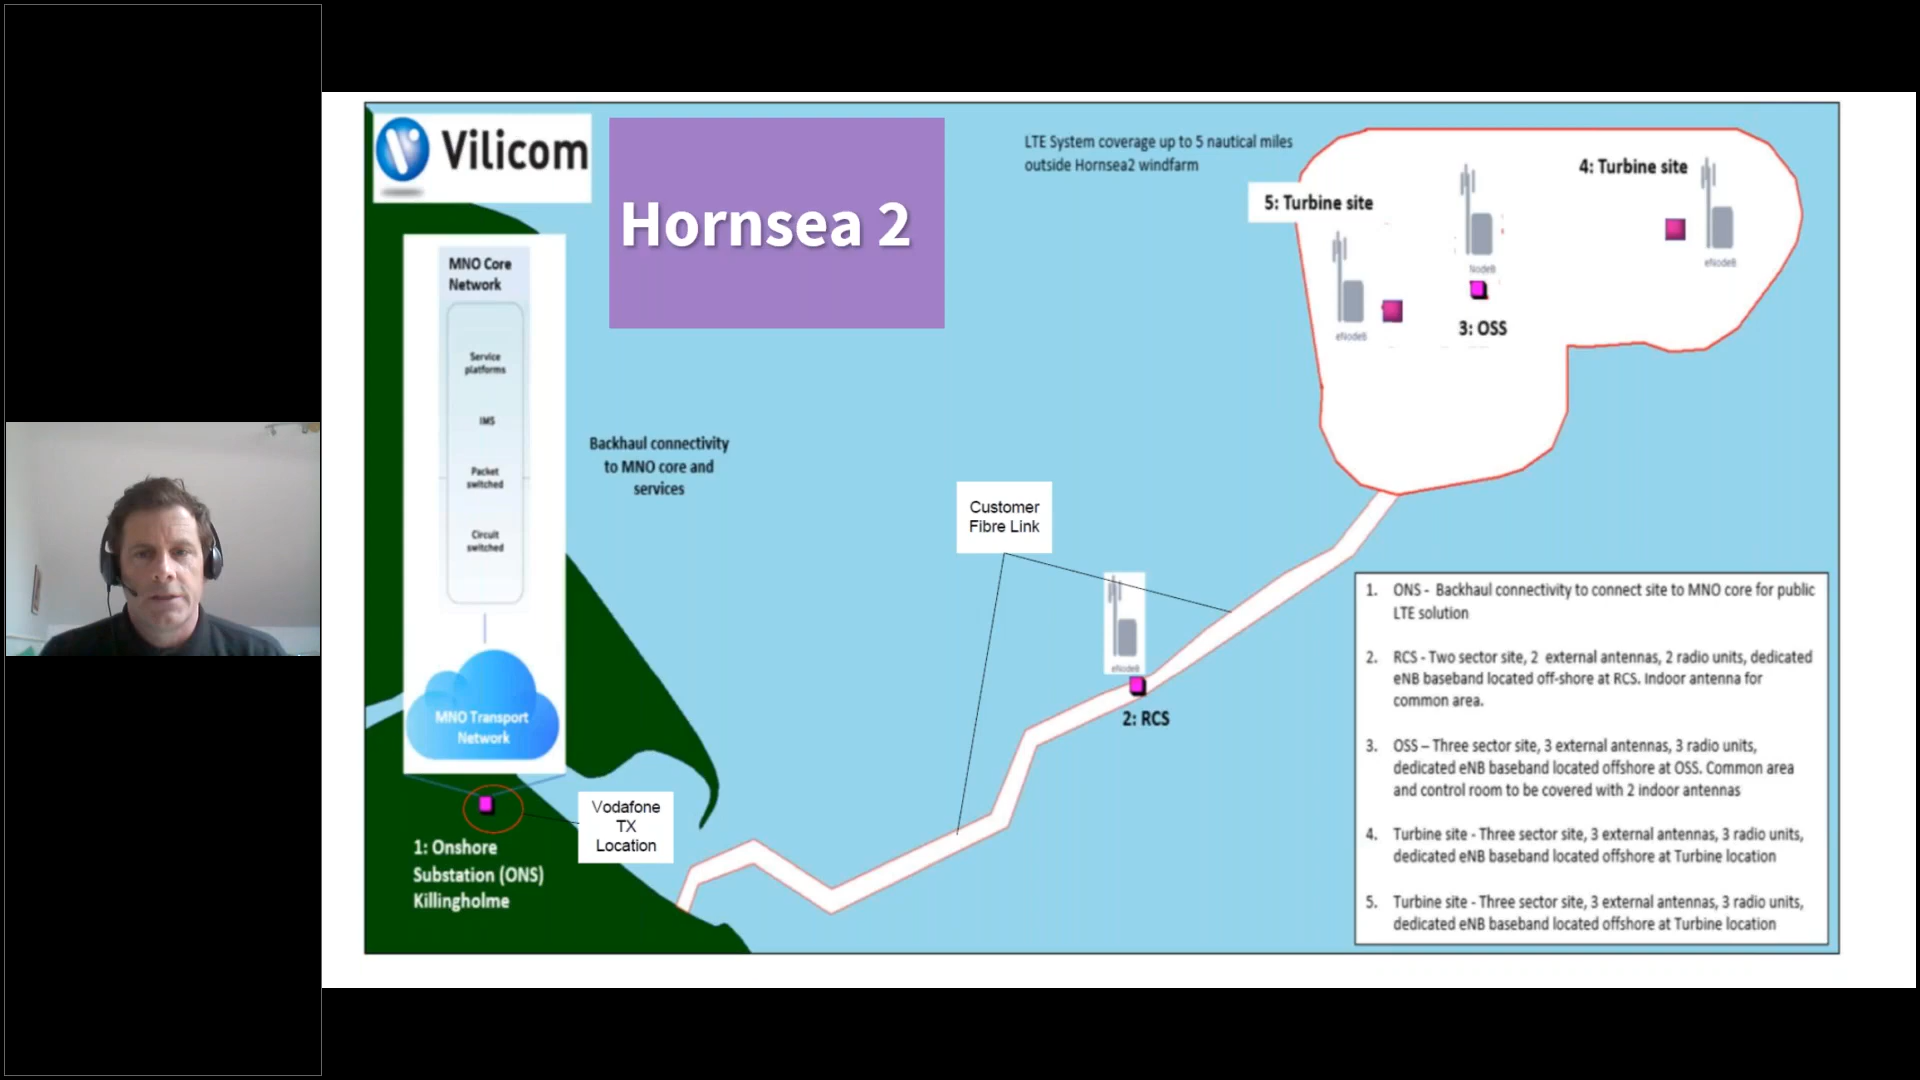 Vilicom
Hornsea 2
LTE System coverage up to 5 nautical miles
outside Hornsea2 windfarm
4: Turbine site
5: Turbine site
eNodeB
NodeB
eNodeB
3: OSS
MNO Core
Network
Service
platforms
IMS
Packet
switched
Circuit
switched
MNO Transport
Network
Backhaul connectivity
to MNO core and
services
Customer
Fibre Link
eNodeB
2: RCS
Vodafone
TX
Location
1: Onshore
Substation (ONS)
Killingholme
1. ONS - Backhaul connectivity to connect site to MNO core for public
LTE solution
2. RCS - Two sector site, 2 external antennas, 2 radio units, dedicated
eNB baseband located off-shore at RCS. Indoor antenna for
common area.
3. OSS – Three sector site, 3 external antennas, 3 radio units,
dedicated eNB baseband located offshore at OSS. Common area
and control room to be covered with 2 indoor antennas
4. Turbine site - Three sector site, 3 external antennas, 3 radio units,
dedicated eNB baseband located offshore at Turbine location
5. Turbine site - Three sector site, 3 external antennas, 3 radio units,
dedicated eNB baseband located offshore at Turbine location